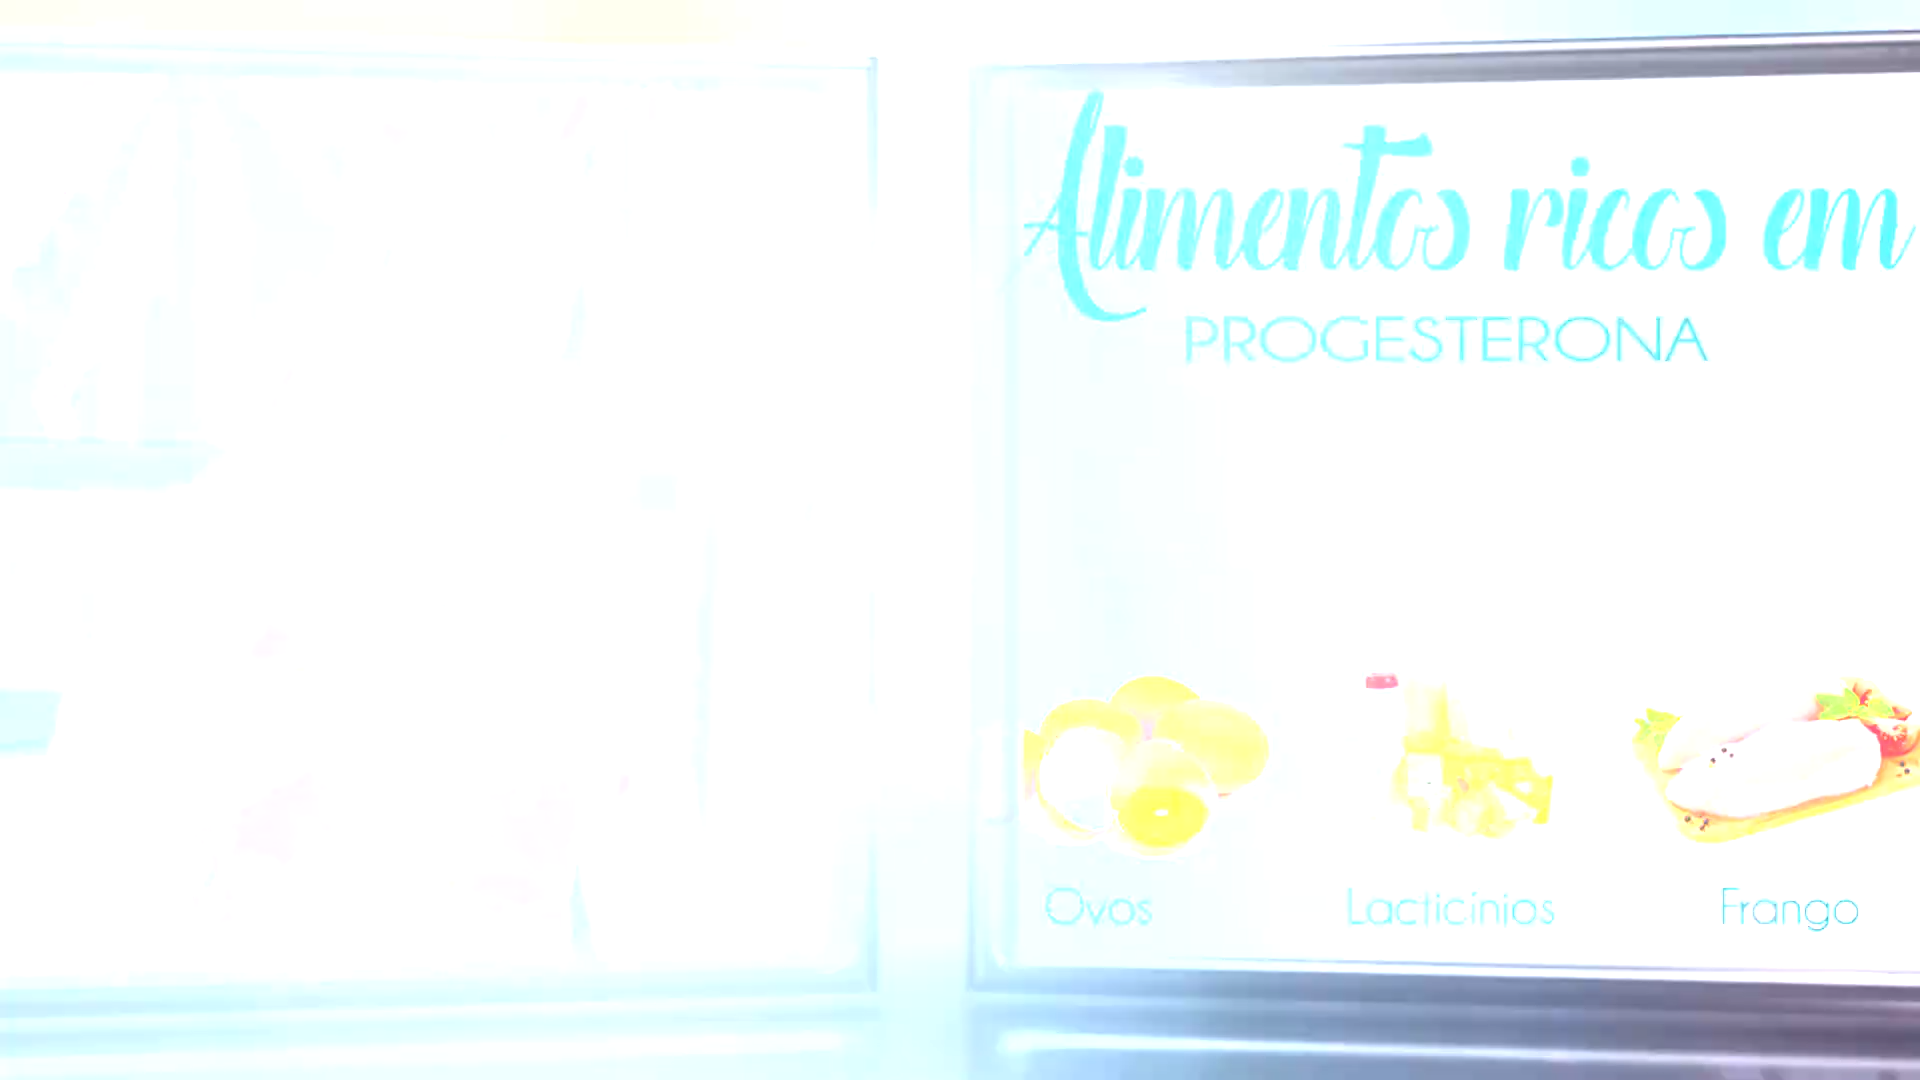 Alimentos ricos em
PROGESTERONA
Ovos
Lacticínios
Frango